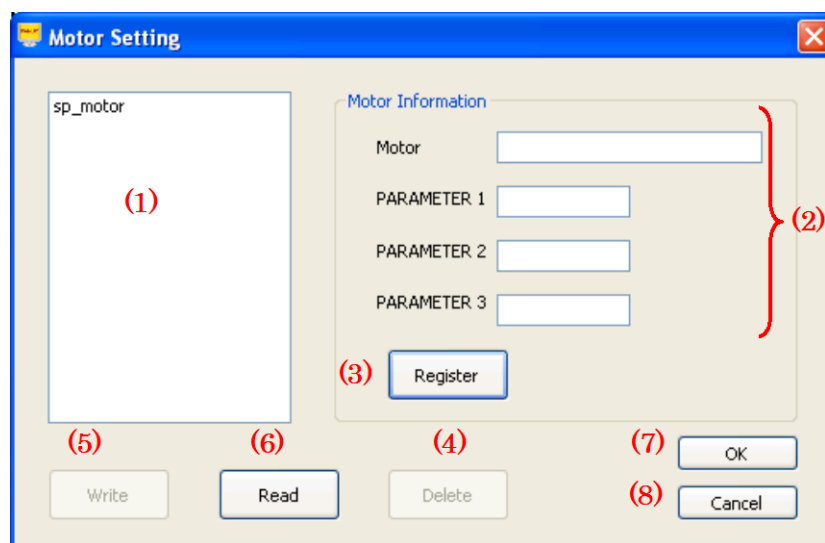 Motor Setting
sp_motor
(1)
Motor Information
Motor
PARAMETER 1
PARAMETER 2
PARAMETER 3
(2)
(3) Register
(5) (6) (4) (7) OK
Write Read Delete (8) Cancel